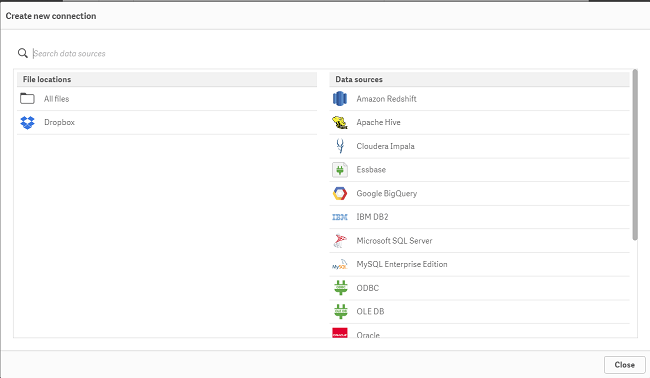 Create new connection
Search data sources
File locations
All files
Dropbox
Data sources
Amazon Redshift
Apache Hive
Cloudera Impala
Essbase
Google BigQuery
IBM IBM DB2
Microsoft SQL Server
MySQL MySQL Enterprise Edition
ODBC
OLE DB
ORACLE Oracle
Close